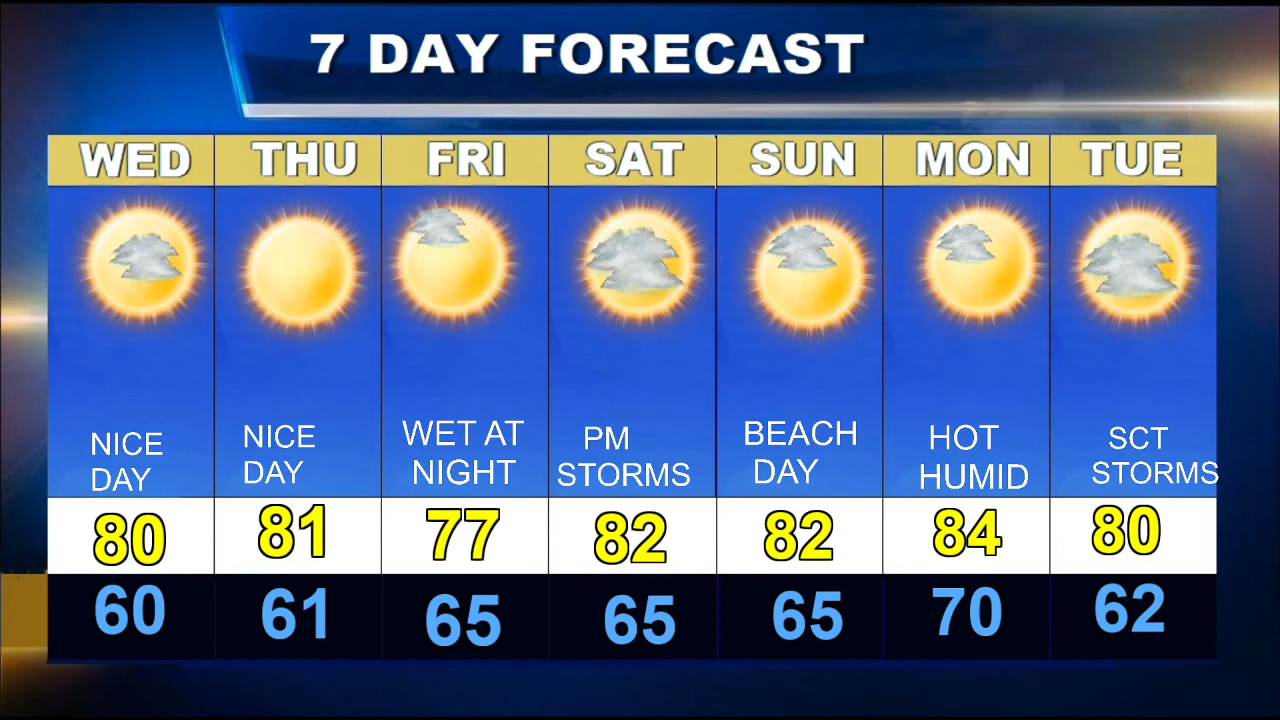 7 DAY FORECAST
WED THU FRI SAT SUN MON TUE
NICE DAY
NICE DAY
WET AT NIGHT
PM STORMS
BEACH DAY
HOT HUMID
SCT STORMS
80 81 77 82 82 84 80
60 61 65 65 65 70 62